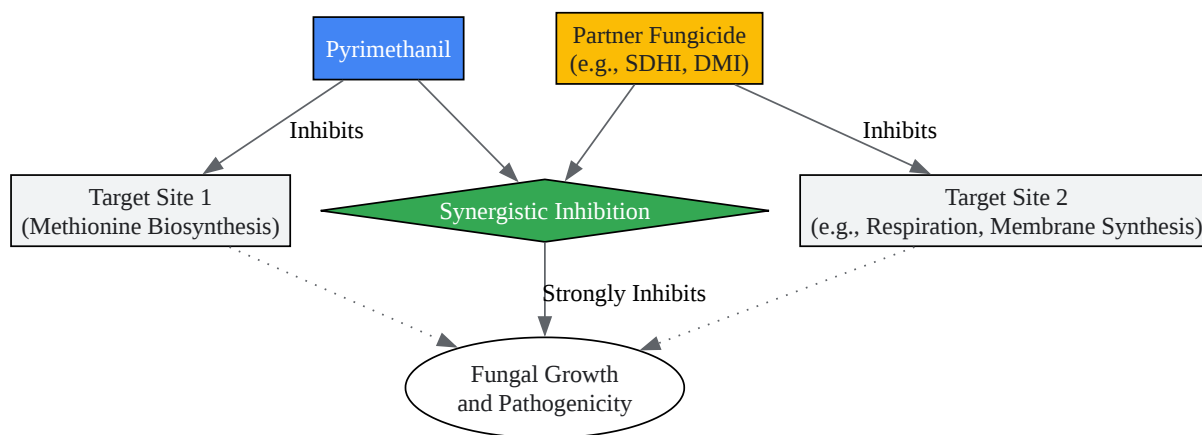 Pyrimethanil
Partner Fungicide
(e.g., SDHI, DMI)
Inhibits
Inhibits
Target Site 1
(Methionine Biosynthesis)
Synergistic Inhibition
Target Site 2
(e.g., Respiration, Membrane Synthesis)
Strongly Inhibits
Fungal Growth
and Pathogenicity